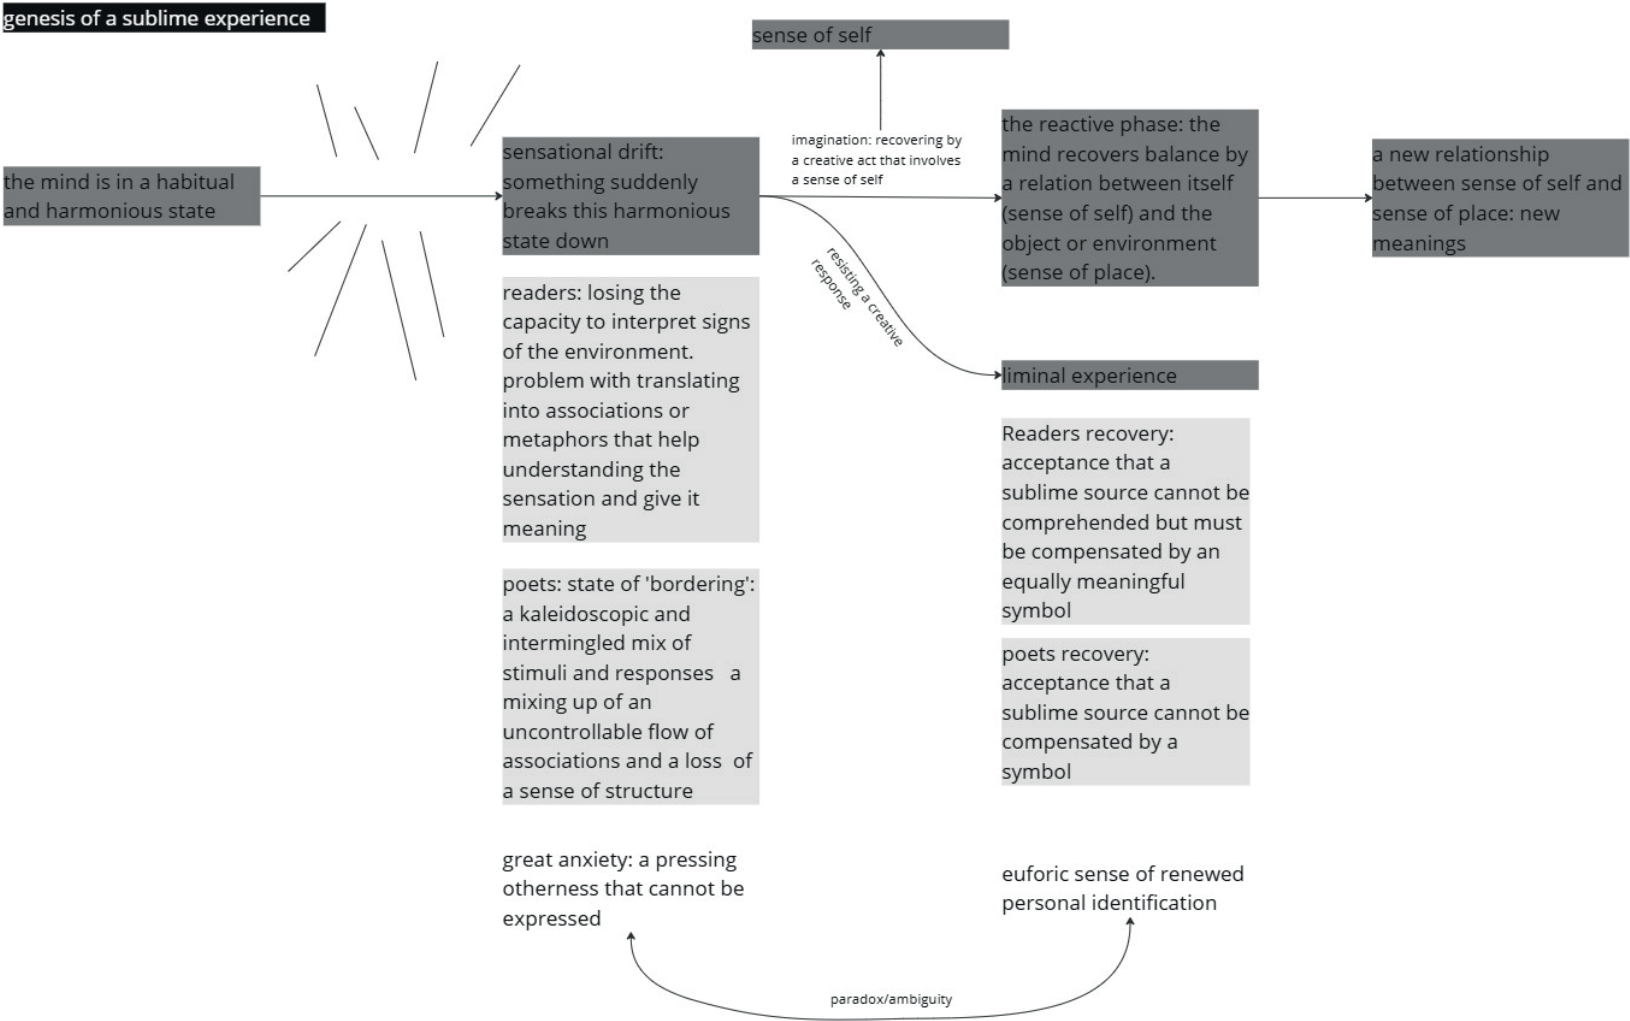 genesis of a sublime experience
sense of self
imagination: recovering by
a creative act that involves
a sense of self
the mind is in a habitual
and harmonious state
sensational drift:
something suddenly
breaks this harmonious
state down
the reactive phase: the
mind recovers balance by
a relation between itself
(sense of self) and the
object or environment
(sense of place).
a new relationship
between sense of self and
sense of place: new
meanings
resisting a creative
response
liminal experience
readers: losing the
capacity to interpret signs
of the environment.
problem with translating
into associations or
metaphors that help
understanding the
sensation and give it
meaning
poets: state of 'bordering':
a kaleidoscopic and
intermingled mix of
stimuli and responses  a
mixing up of an
uncontrollable flow of
associations and a loss  of
a sense of structure
Readers recovery:
acceptance that a
sublime source cannot be
comprehended but must
be compensated by an
equally meaningful
symbol
poets recovery:
acceptance that a
sublime source cannot be
compensated by a
symbol
great anxiety: a pressing
otherness that cannot be
expressed
euforic sense of renewed
personal identification
paradox/ambiguity